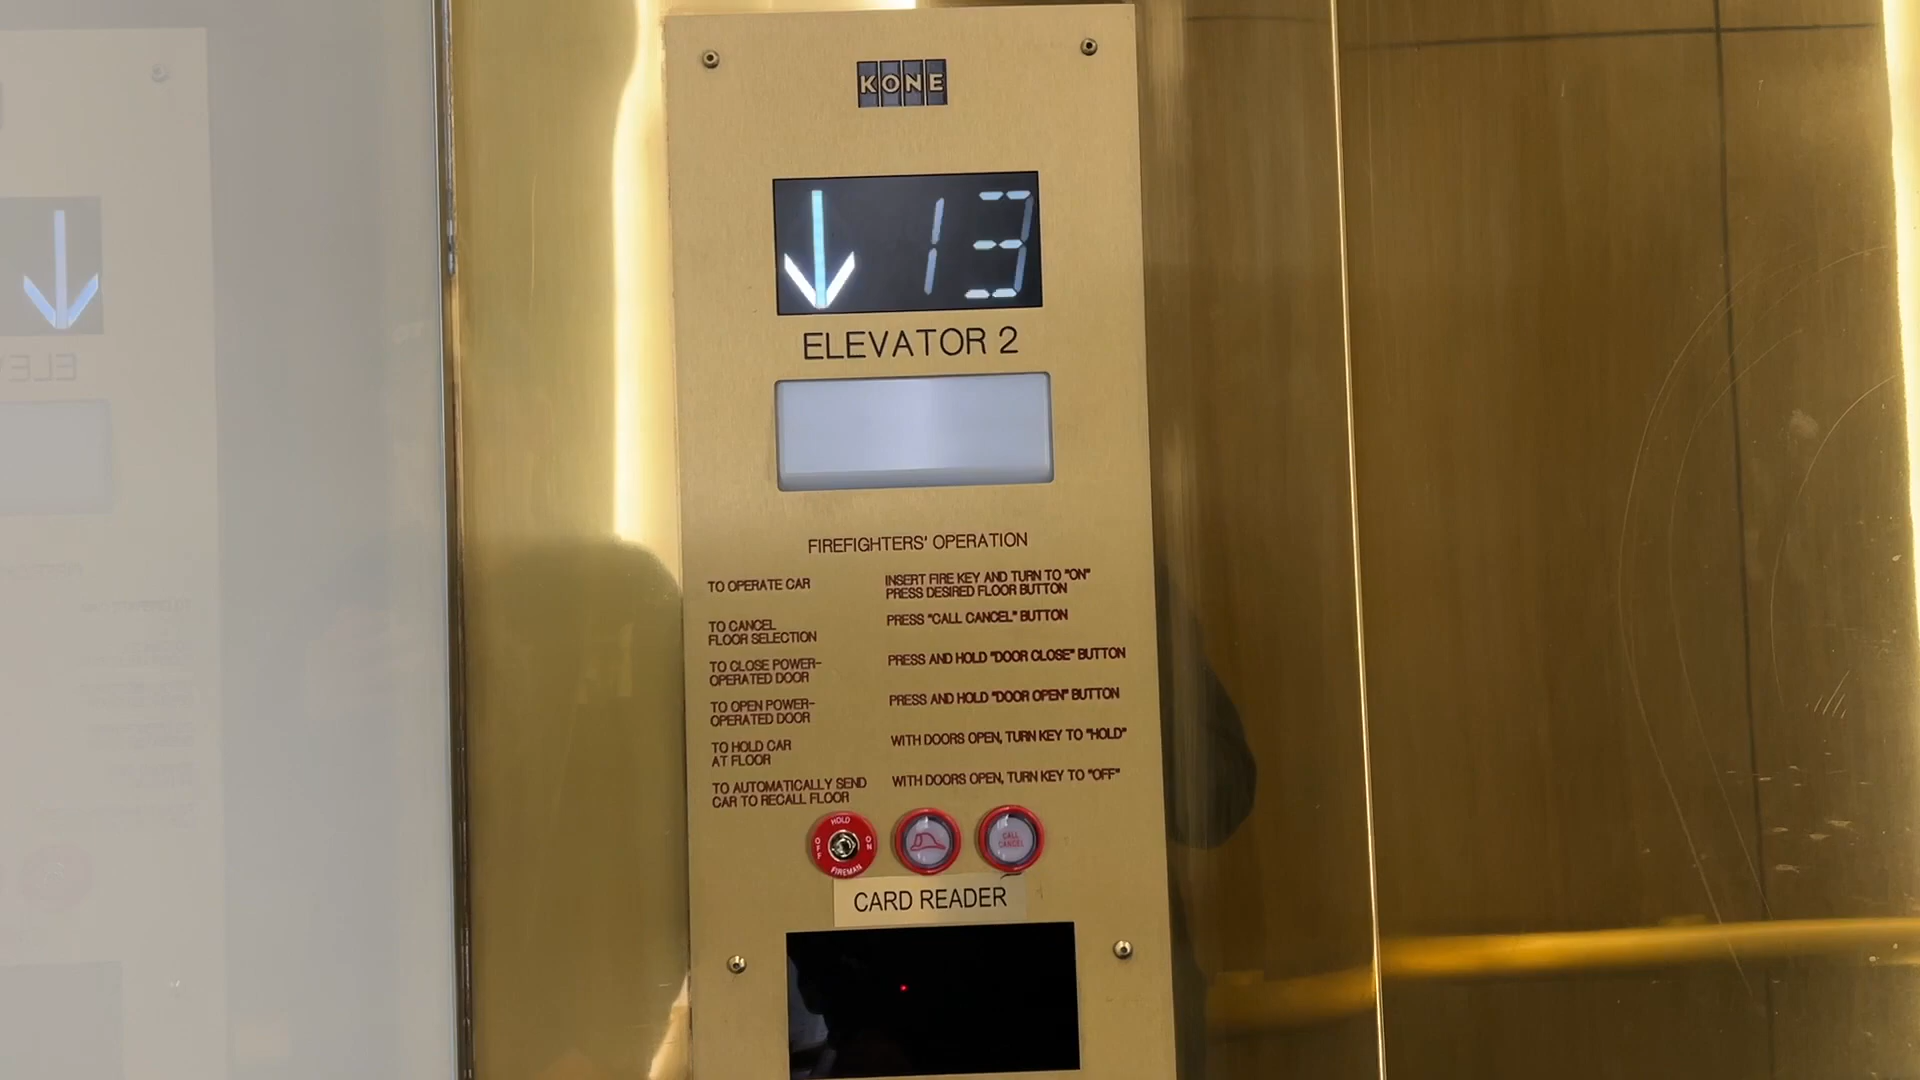 KONE
↓ 13
ELEVATOR 2
FIREFIGHTERS' OPERATION
TO OPERATE CAR
INSERT FIRE KEY AND TURN TO "ON"
PRESS DESIRED FLOOR BUTTON
TO CANCEL
FLOOR SELECTION
PRESS "CALL CANCEL" BUTTON
TO CLOSE POWER-
OPERATED DOOR
PRESS AND HOLD "DOOR CLOSE" BUTTON
TO OPEN POWER-
OPERATED DOOR
PRESS AND HOLD "DOOR OPEN" BUTTON
TO HOLD CAR
AT FLOOR
WITH DOORS OPEN, TURN KEY TO "HOLD"
TO AUTOMATICALLY SEND
CAR TO RECALL FLOOR
WITH DOORS OPEN, TURN KEY TO "OFF"
HOLD
OFF
ON
FIREMAN
CALL
CANCEL
CARD READER